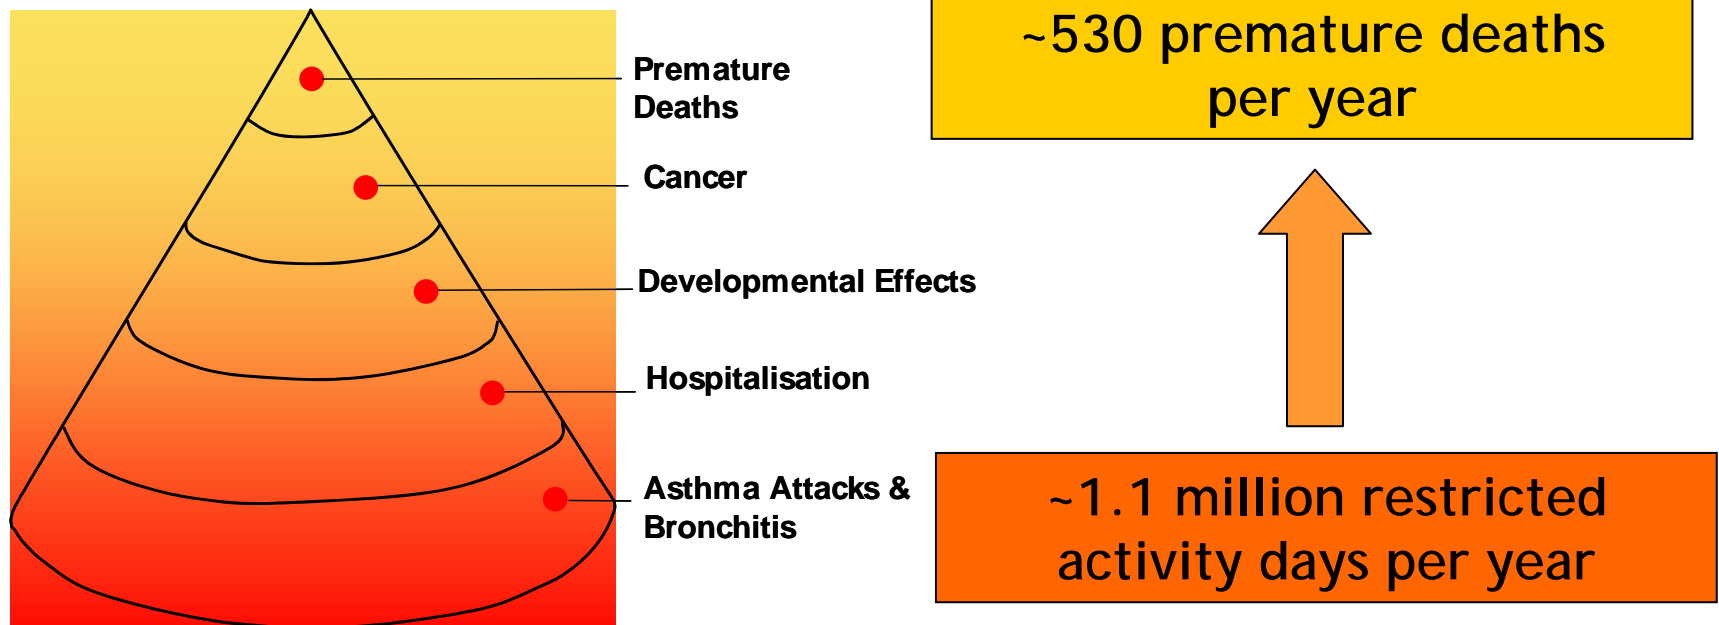 Premature
Deaths
Cancer
Developmental Effects
Hospitalisation
Asthma Attacks &
Bronchitis
~530 premature deaths
per year
~1.1 million restricted
activity days per year